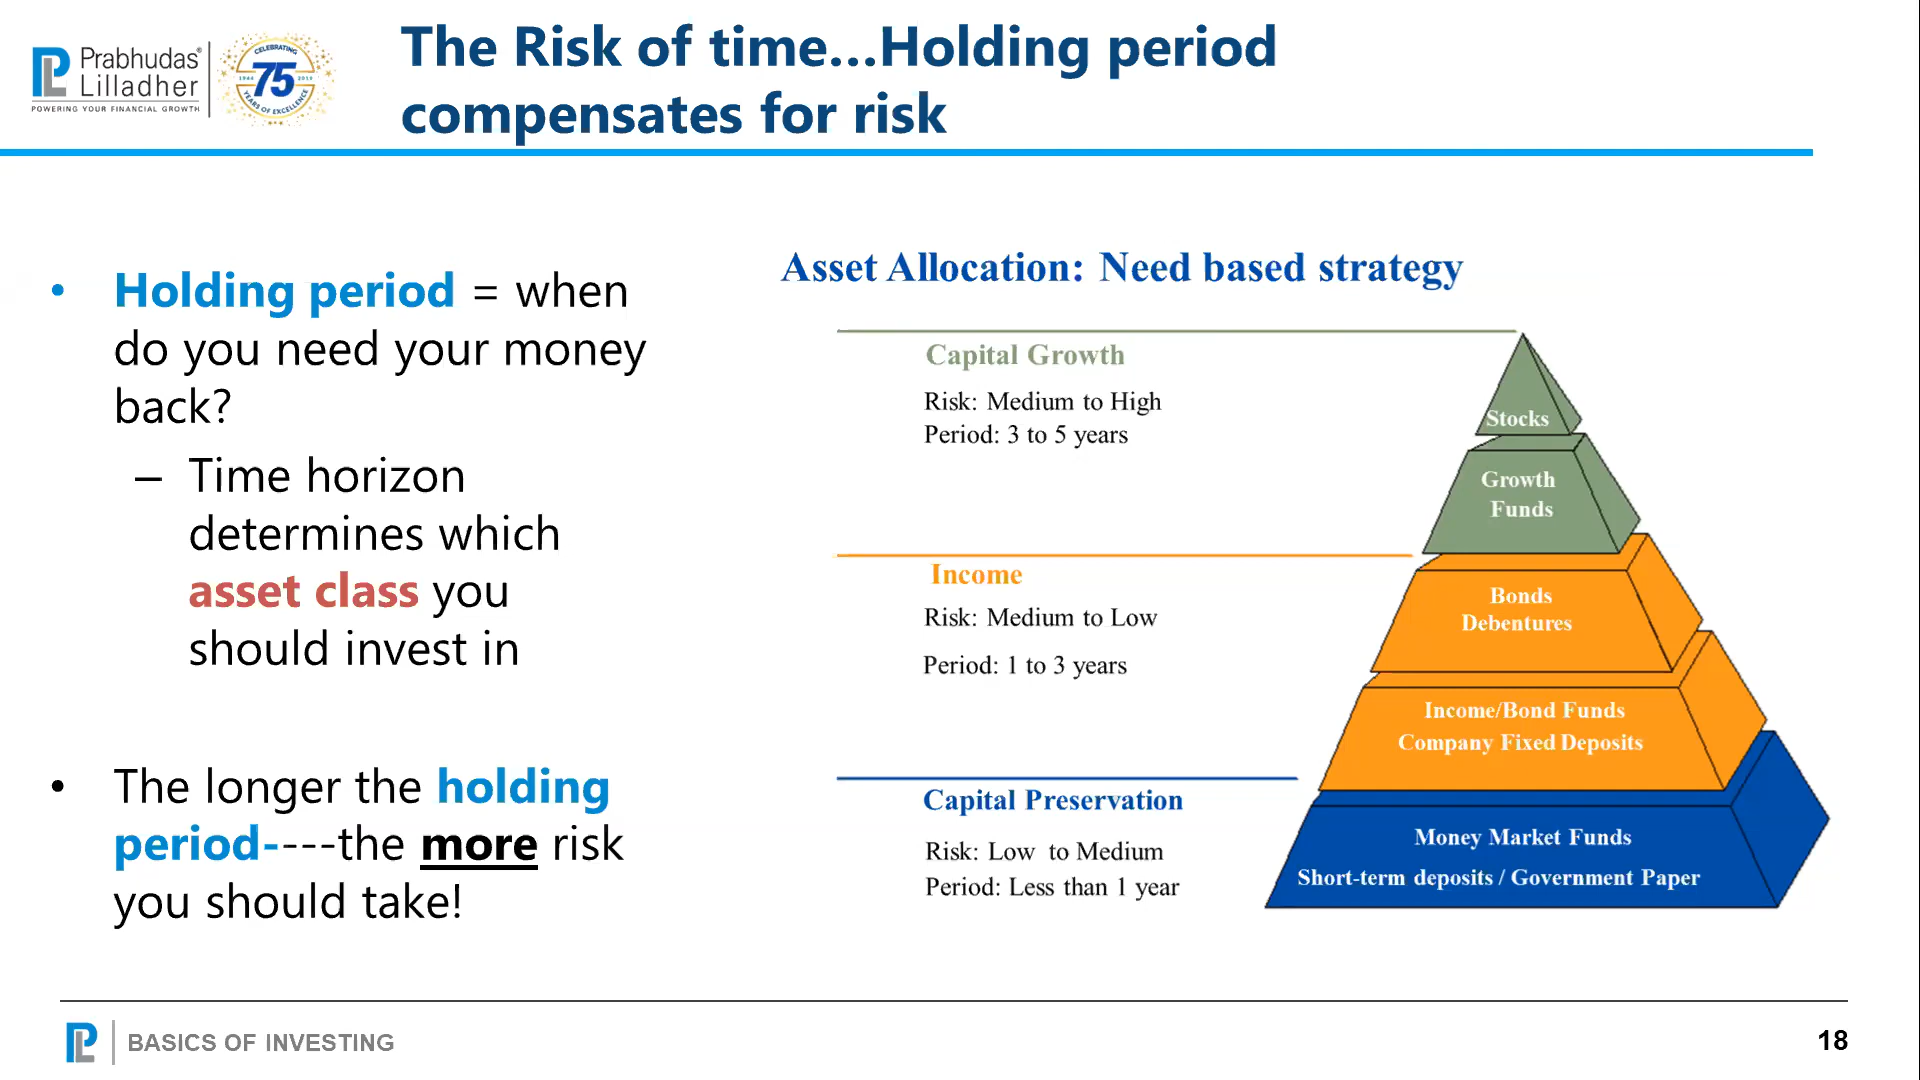 Prabhudas®
Lilladher
POWERING YOUR FINANCIAL GROWTH
CELEBRATING
75
YEARS OF EXCELLENCE
The Risk of time...Holding period
compensates for risk
• Holding period = when
do you need your money
back?
– Time horizon
determines which
asset class you
should invest in
• The longer the holding
period----the more risk
you should take!
Asset Allocation: Need based strategy
Capital Growth
Risk: Medium to High
Period: 3 to 5 years
Income
Risk: Medium to Low
Period: 1 to 3 years
Capital Preservation
Risk: Low to Medium
Period: Less than 1 year
Stocks
Growth
Funds
Bonds
Debentures
Income/Bond Funds
Company Fixed Deposits
Money Market Funds
Short-term deposits / Government Paper
BASICS OF INVESTING
18